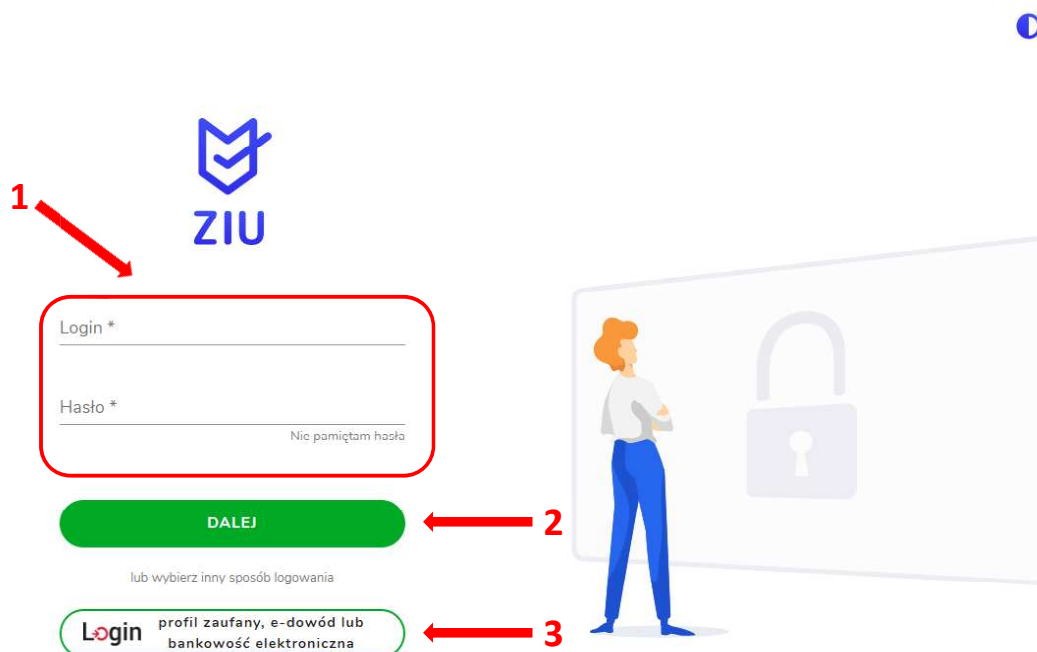 1
ZIU
Login *
Hasło *
Nie pamiętam hasła
DALEJ
2
lub wybierz inny sposób logowania
Login profil zaufany, e-dowód lub
bankowość elektroniczna
3